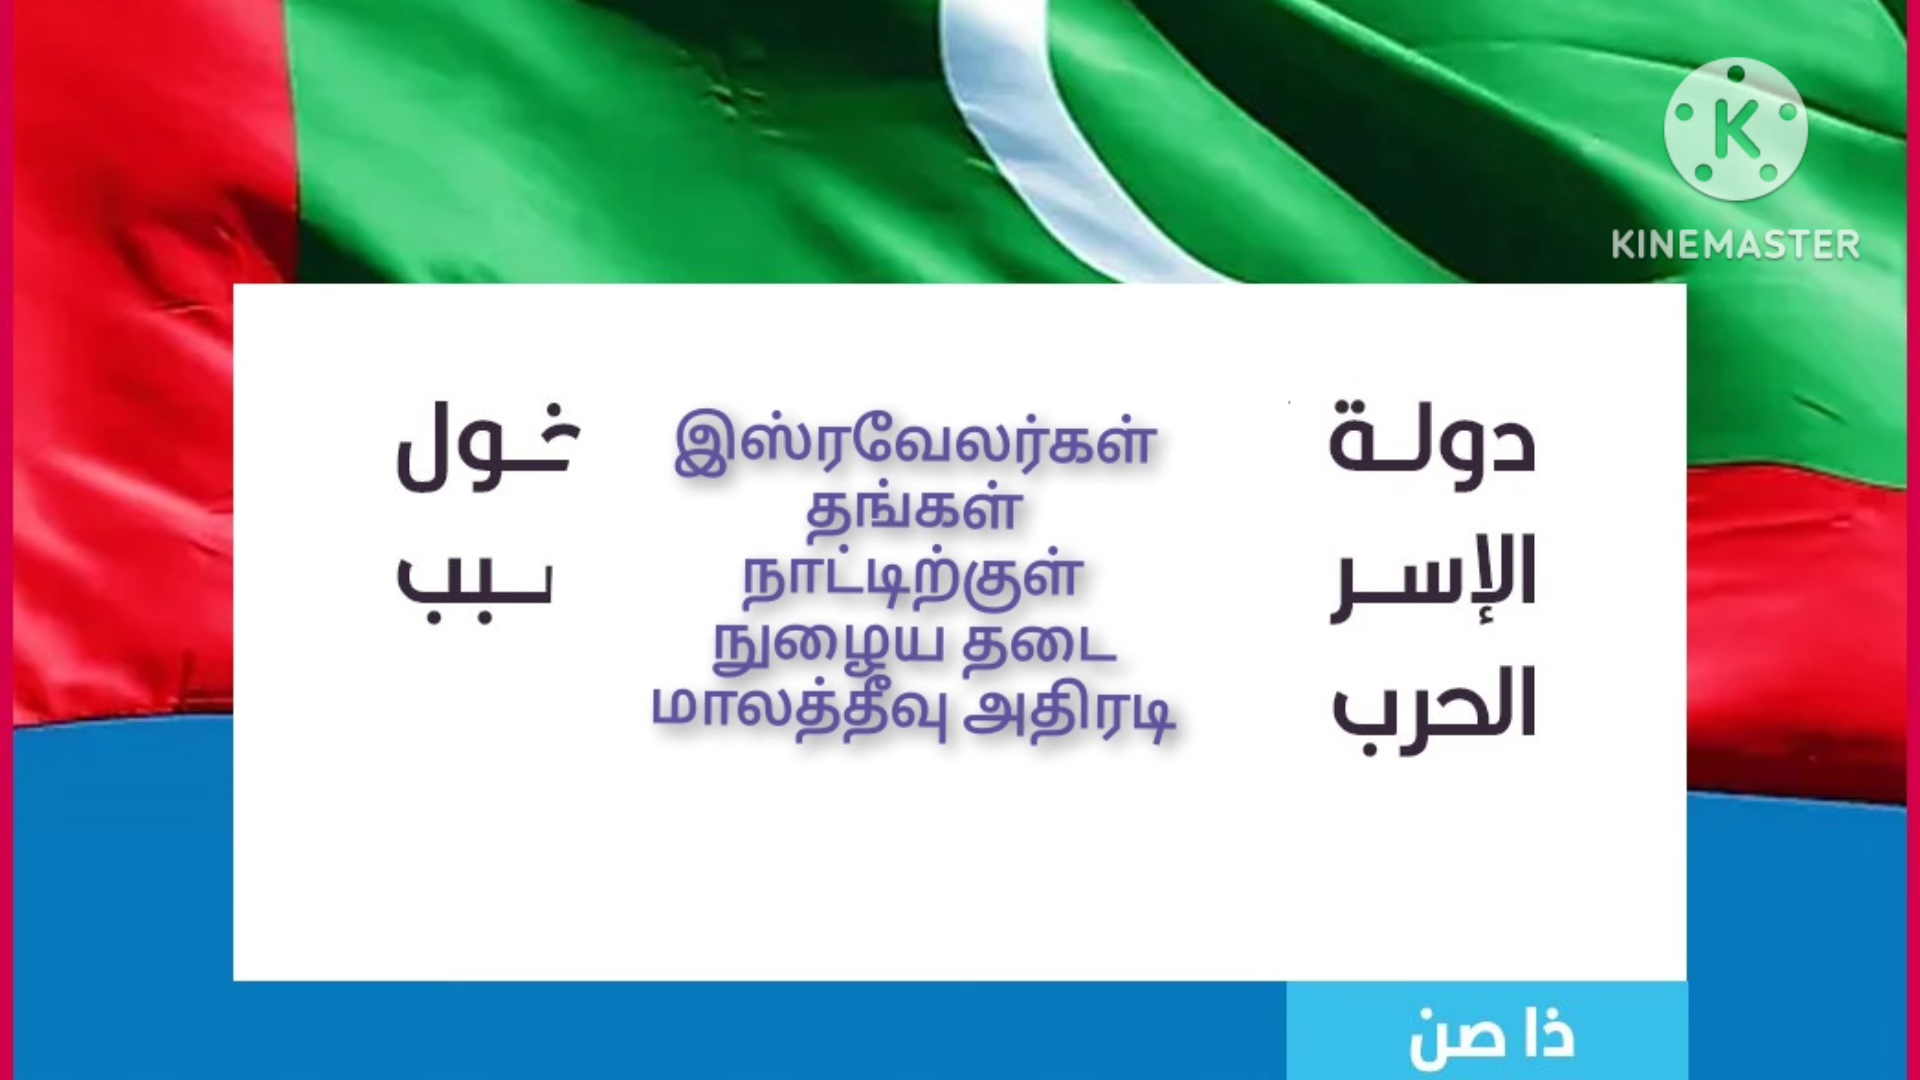 KINEMASTER
دولة
الإسر
الحرب
இஸ்ரவேலர்கள்
தங்கள்
நாட்டிற்குள்
நுழைய தடை
மாலத்தீவு அதிரடி
ذا صن